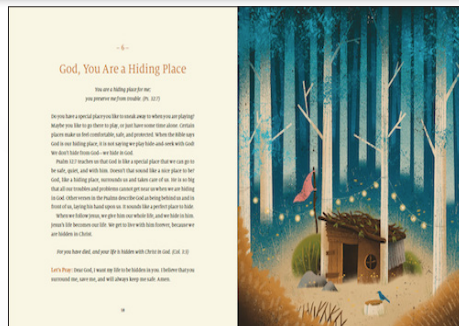 – 6 –
God, You Are a Hiding Place
You are a hiding place for me;
you preserve me from trouble. (Ps. 32:7)
Do you have a special place you like to sneak away to when you are playing?
Maybe you like to go there to play, or just have some time alone. Certain
places make us feel comfortable, safe, and protected. When the Bible says
God is our hiding place, it is not saying we play hide-and-seek with God!
We don't hide from God—we hide in God.
Psalm 32:7 teaches us that God is like a special place that we can go to
be safe, quiet, and with him. Doesn't that sound like a nice place to be?
God, like a hiding place, surrounds us and takes care of us. He is so big
that all our troubles and problems cannot get near us when we are hiding
in God. Other verses in the Psalms describe God as being behind us and in
front of us, laying his hand upon us. It sounds like a perfect place to hide.
When we follow Jesus, we give him our whole life, and we hide in him.
Jesus's life becomes our life. We get to live with him forever, because we
are hidden in Christ.
For you have died, and your life is hidden with Christ in God. (Col. 3:3)
Let's Pray: Dear God, I want my life to be hidden in you. I believe that you
surround me, save me, and will always keep me safe. Amen.